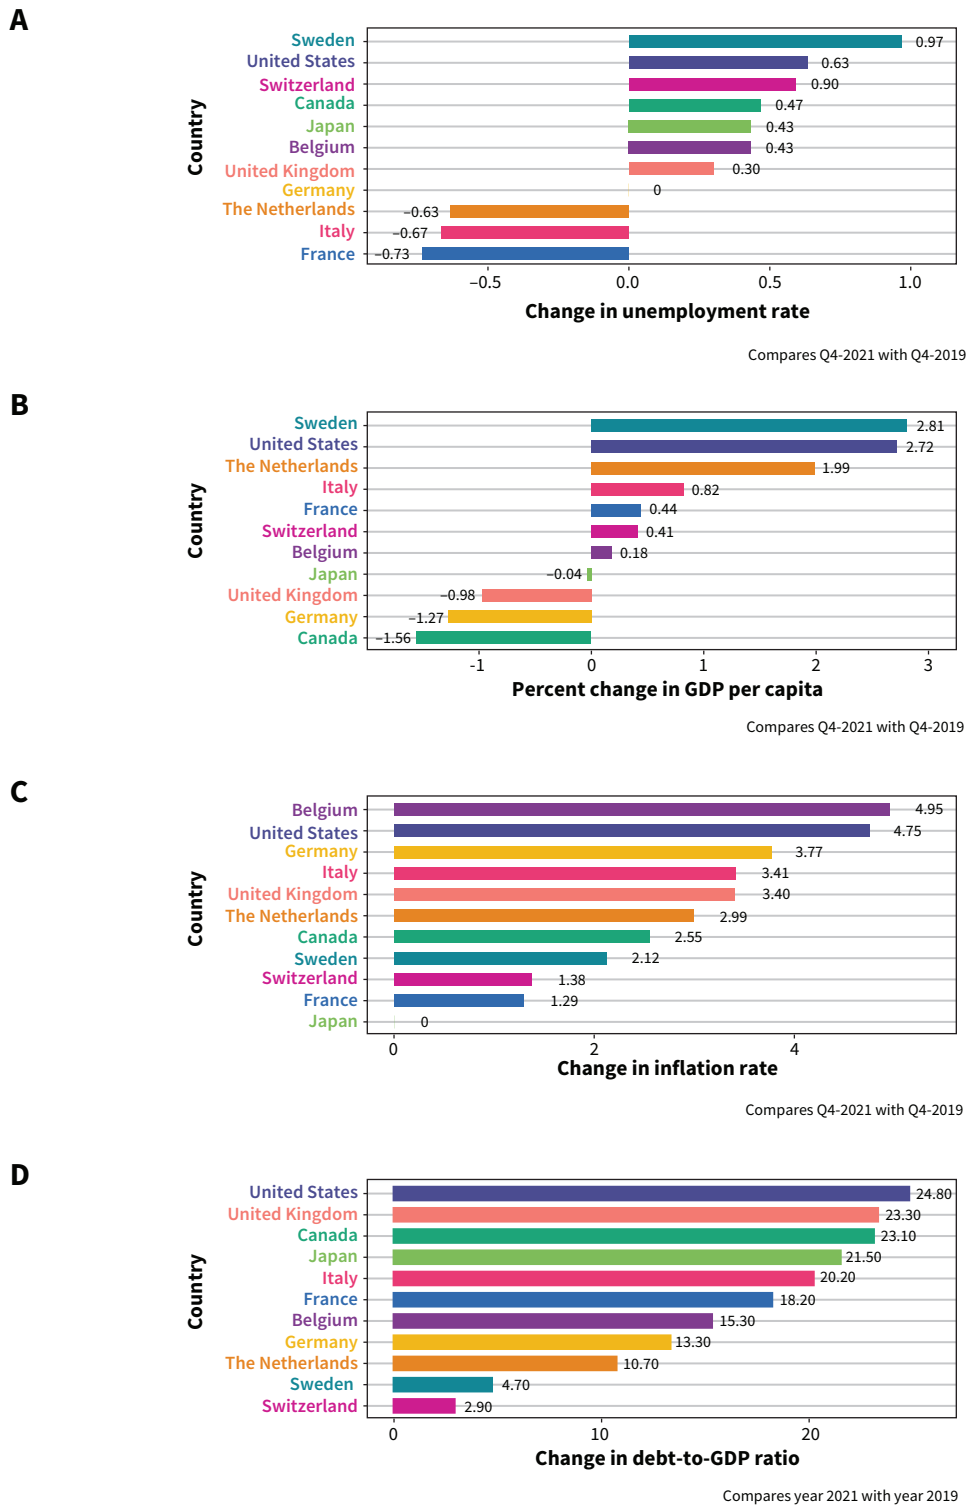 A
Country
Sweden 0.97
United States 0.63
Switzerland 0.90
Canada 0.47
Japan 0.43
Belgium 0.43
United Kingdom 0.30
Germany 0
The Netherlands –0.63
Italy –0.67
France –0.73
–0.5 0.0 0.5 1.0
Change in unemployment rate
Compares Q4-2021 with Q4-2019
B
Country
Sweden 2.81
United States 2.72
The Netherlands 1.99
Italy 0.82
France 0.44
Switzerland 0.41
Belgium 0.18
Japan –0.04
United Kingdom –0.98
Germany –1.27
Canada –1.56
-1 0 1 2 3
Percent change in GDP per capita
Compares Q4-2021 with Q4-2019
C
Country
Belgium 4.95
United States 4.75
Germany 3.77
Italy 3.41
United Kingdom 3.40
The Netherlands 2.99
Canada 2.55
Sweden 2.12
Switzerland 1.38
France 1.29
Japan 0
0 2 4
Change in inflation rate
Compares Q4-2021 with Q4-2019
D
Country
United States 24.80
United Kingdom 23.30
Canada 23.10
Japan 21.50
Italy 20.20
France 18.20
Belgium 15.30
Germany 13.30
The Netherlands 10.70
Sweden 4.70
Switzerland 2.90
0 10 20
Change in debt-to-GDP ratio
Compares year 2021 with year 2019